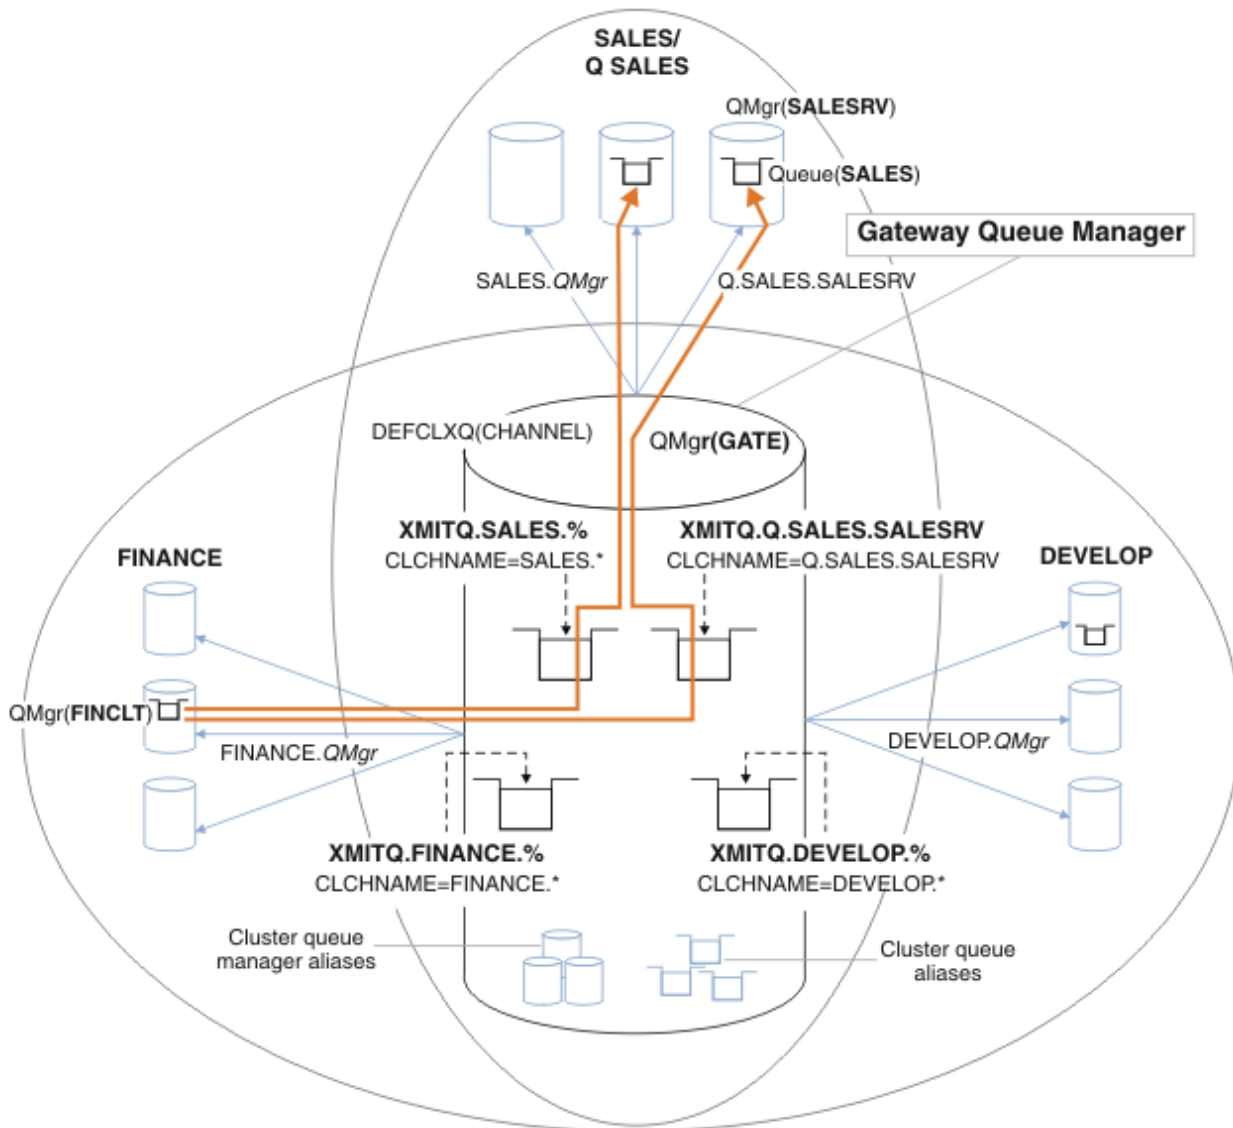 SALES/
Q SALES
QMgr(SALESRV)
Queue(SALES)
Gateway Queue Manager
SALES.QMgr
Q.SALES.SALESRV
DEFCLXQ(CHANNEL)
QMgr(GATE)
XMITQ.SALES.%
CLCHNAME=SALES.*
XMITQ.Q.SALES.SALESRV
CLCHNAME=Q.SALES.SALESRV
FINANCE
DEVELOP
QMgr(FINCLT)
FINANCE.QMgr
DEVELOP.QMgr
XMITQ.FINANCE.%
CLCHNAME=FINANCE.*
XMITQ.DEVELOP.%
CLCHNAME=DEVELOP.*
Cluster queue
manager aliases
Cluster queue
aliases